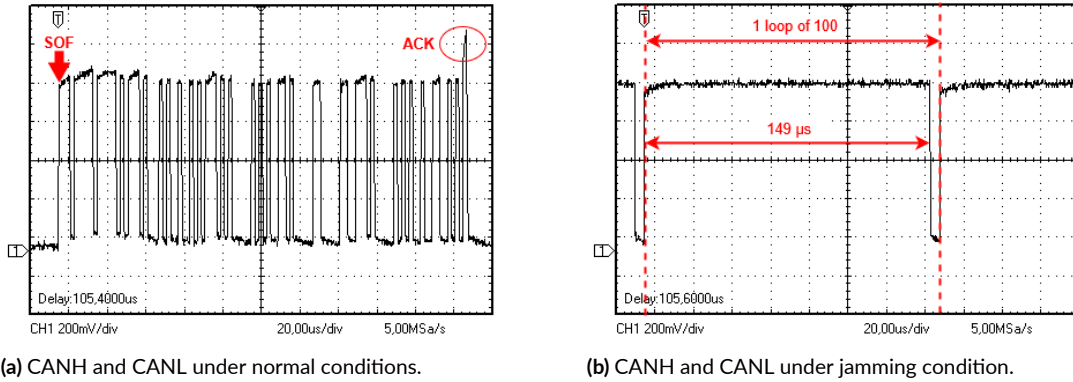 T
SOF
ACK
1
Delay:105,4000us
CH1 200mV/div
20,00us/div
5,00MSa/s
(a) CANH and CANL under normal conditions.
T
1 loop of 100
149 µs
1
Delay:105,6000us
CH1 200mV/div
20,00us/div
5,00MSa/s
(b) CANH and CANL under jamming condition.